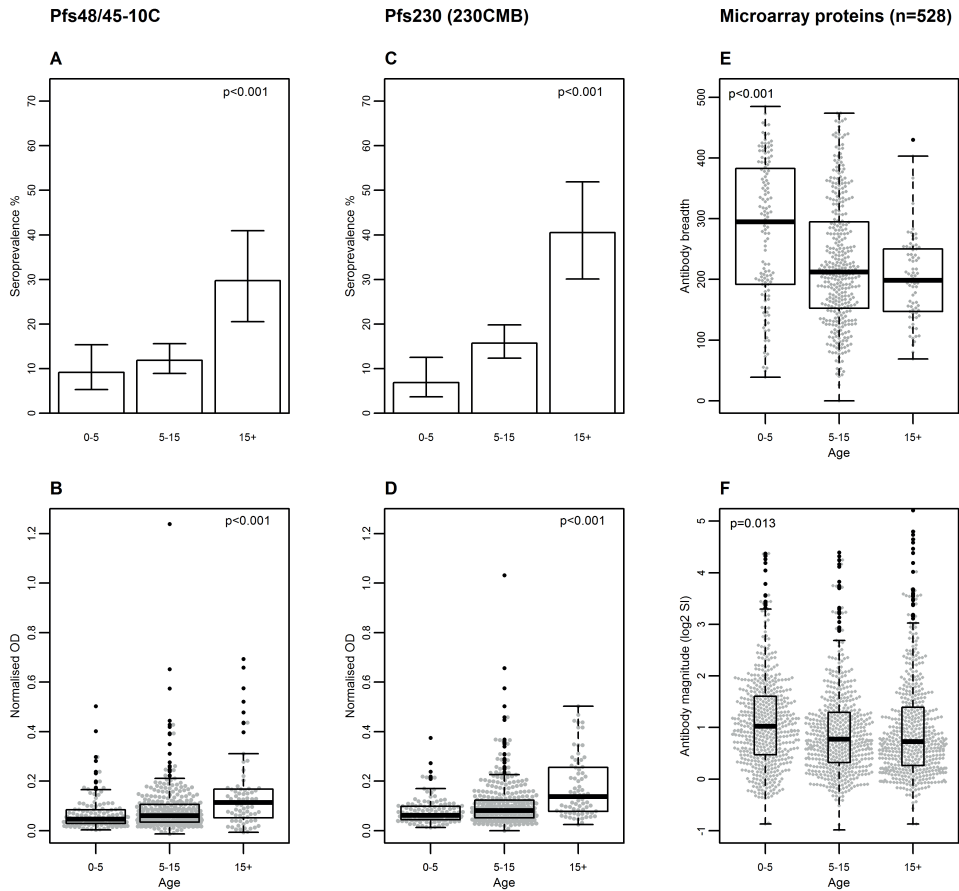 Pfs48/45-10C
Pfs230 (230CMB)
Microarray proteins (n=528)
A
C
E
p<0.001
p<0.001
p<0.001
Seroprevalence %
0 10 20 30 40 50 60 70
0-5 5-15 15+
Seroprevalence %
0 10 20 30 40 50 60 70
0-5 5-15 15+
Antibody breadth
0 100 200 300 400 500
0-5 5-15 15+
Age
B
D
F
p<0.001
p<0.001
p=0.013
Normalised OD
0.0 0.2 0.4 0.6 0.8 1.0 1.2
0-5 5-15 15+
Age
Normalised OD
0.0 0.2 0.4 0.6 0.8 1.0 1.2
0-5 5-15 15+
Age
Antibody magnitude (log2 SI)
-1 0 1 2 3 4 5
0-5 5-15 15+
Age